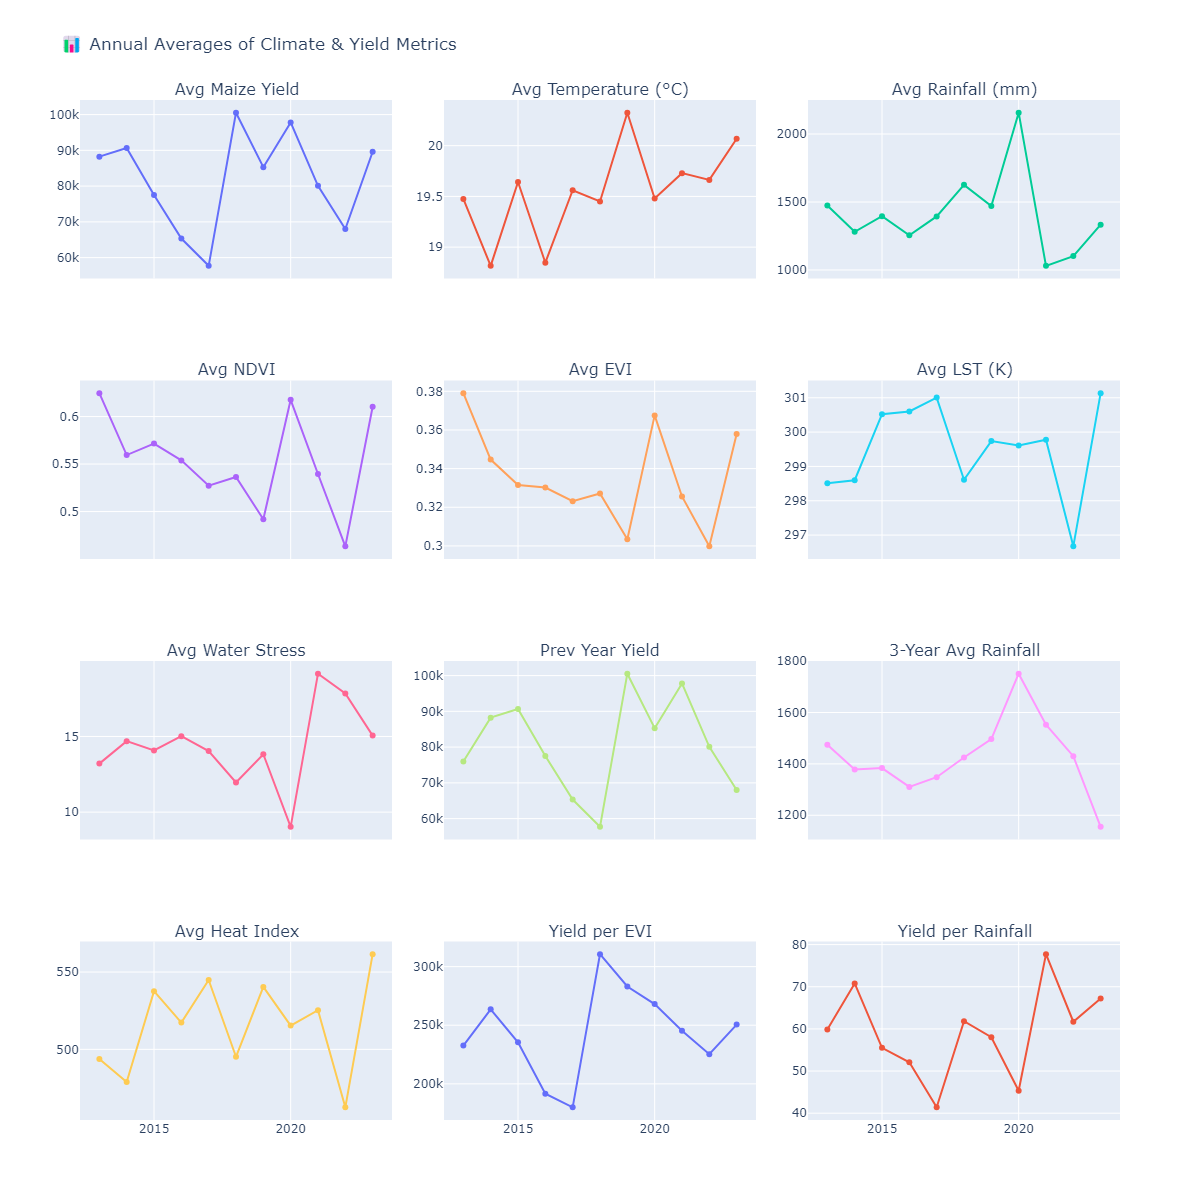 📊 Annual Averages of Climate & Yield Metrics
Avg Maize Yield
Avg Temperature (°C)
Avg Rainfall (mm)
100k
90k
80k
70k
60k
20
19.5
19
2000
1500
1000
Avg NDVI
Avg EVI
Avg LST (K)
0.6
0.55
0.5
0.38
0.36
0.34
0.32
0.3
301
300
299
298
297
Avg Water Stress
Prev Year Yield
3-Year Avg Rainfall
15
10
100k
90k
80k
70k
60k
1800
1600
1400
1200
Avg Heat Index
Yield per EVI
Yield per Rainfall
550
500
300k
250k
200k
80
70
60
50
40
2015 2020
2015 2020
2015 2020